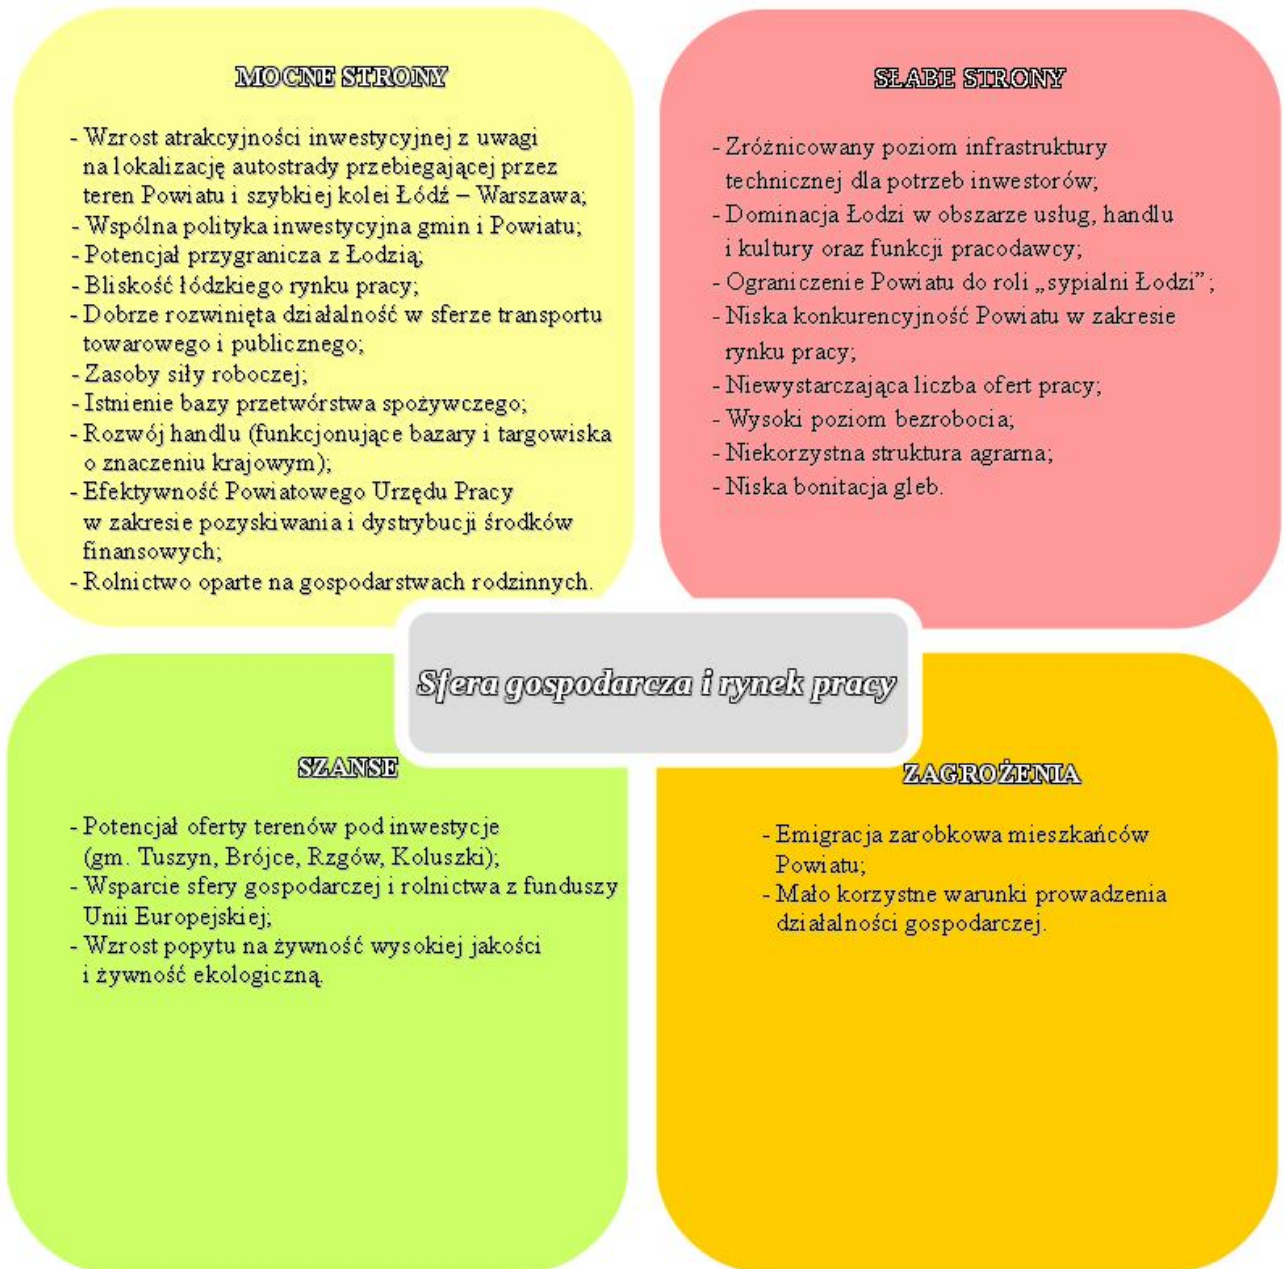 MOCNE STRONY
- Wzrost atrakcyjności inwestycyjnej z uwagi
na lokalizację autostrady przebiegającej przez
teren Powiatu i szybkiej kolei Łódź – Warszawa;
- Wspólna polityka inwestycyjna gmin i Powiatu;
- Potencjał przygranicza z Łodzią;
- Bliskość łódzkiego rynku pracy;
- Dobrze rozwinięta działalność w sferze transportu
towarowego i publicznego;
- Zasoby siły roboczej;
- Istnienie bazy przetwórstwa spożywczego;
- Rozwój handlu (funkcjonujące bazary i targowiska
o znaczeniu krajowym);
- Efektywność Powiatowego Urzędu Pracy
w zakresie pozyskiwania i dystrybucji środków
finansowych;
- Rolnictwo oparte na gospodarstwach rodzinnych.
SŁABE STRONY
- Zróżnicowany poziom infrastruktury
technicznej dla potrzeb inwestorów;
- Dominacja Łodzi w obszarze usług, handlu
i kultury oraz funkcji pracodawcy;
- Ograniczenie Powiatu do roli „sypialni Łodzi”;
- Niska konkurencyjność Powiatu w zakresie
rynku pracy;
- Niewystarczająca liczba ofert pracy;
- Wysoki poziom bezrobocia;
- Niekorzystna struktura agrarna;
- Niska bonitacja gleb.
Sfera gospodarcza i rynek pracy
SZANSE
- Potencjał oferty terenów pod inwestycje
(gm. Tuszyn, Brójce, Rzgów, Koluszki);
- Wsparcie sfery gospodarczej i rolnictwa z funduszy
Unii Europejskiej;
- Wzrost popytu na żywność wysokiej jakości
i żywność ekologiczną.
ZAGROŻENIA
- Emigracja zarobkowa mieszkańców
Powiatu;
- Mało korzystne warunki prowadzenia
działalności gospodarczej.